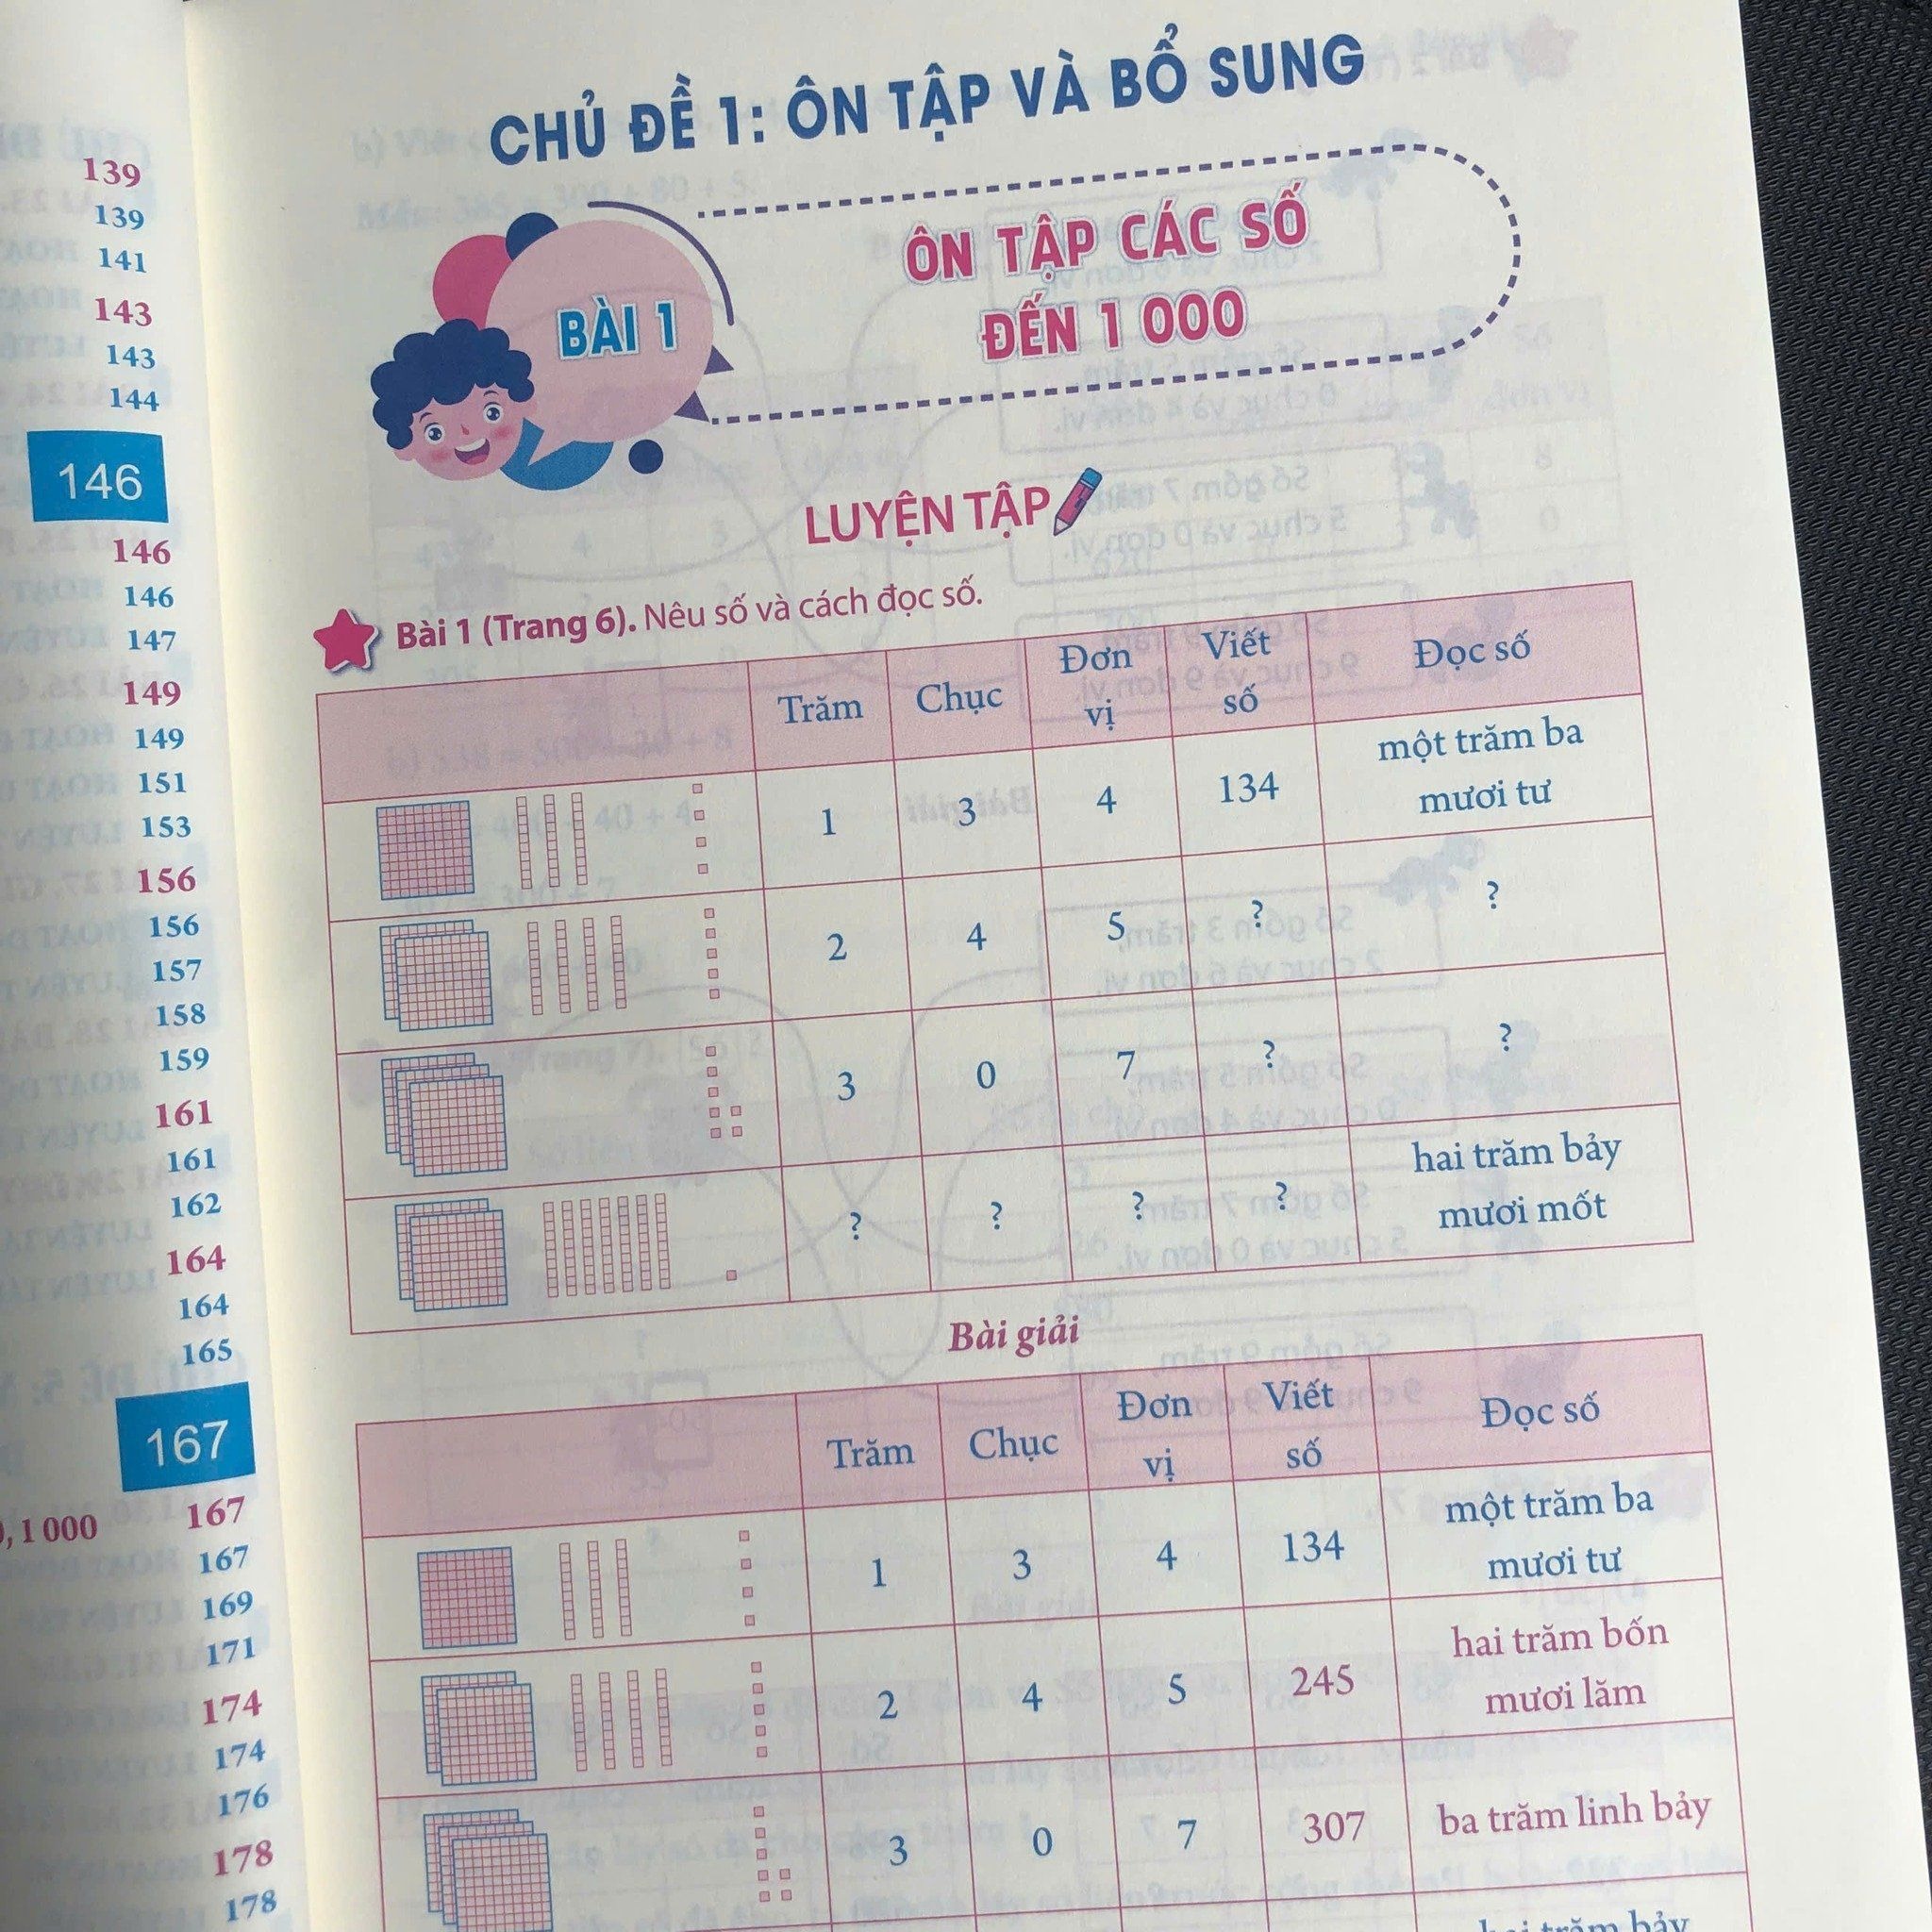 139
139
141
143
143
144
146
146
146
147
149
149
151
153
156
156
157
158
159
161
161
162
164
164
165
167
, 1 000 167
167
169
171
174
174
176
178
178
CHỦ ĐỀ 1: ÔN TẬP VÀ BỔ SUNG
BÀI 1
ÔN TẬP CÁC SỐ
ĐẾN 1 000
LUYỆN TẬP
Bài 1 (Trang 6). Nêu số và cách đọc số.
Trăm Chục Đơn vị Viết số Đọc số
1 3 4 134 một trăm ba mươi tư
2 4 5 ? ?
3 0 7 ? ?
? ? ? ? hai trăm bảy mươi mốt
Bài giải
Trăm Chục Đơn vị Viết số Đọc số
1 3 4 134 một trăm ba mươi tư
2 4 5 245 hai trăm bốn mươi lăm
3 0 7 307 ba trăm linh bảy
hai trăm bảy